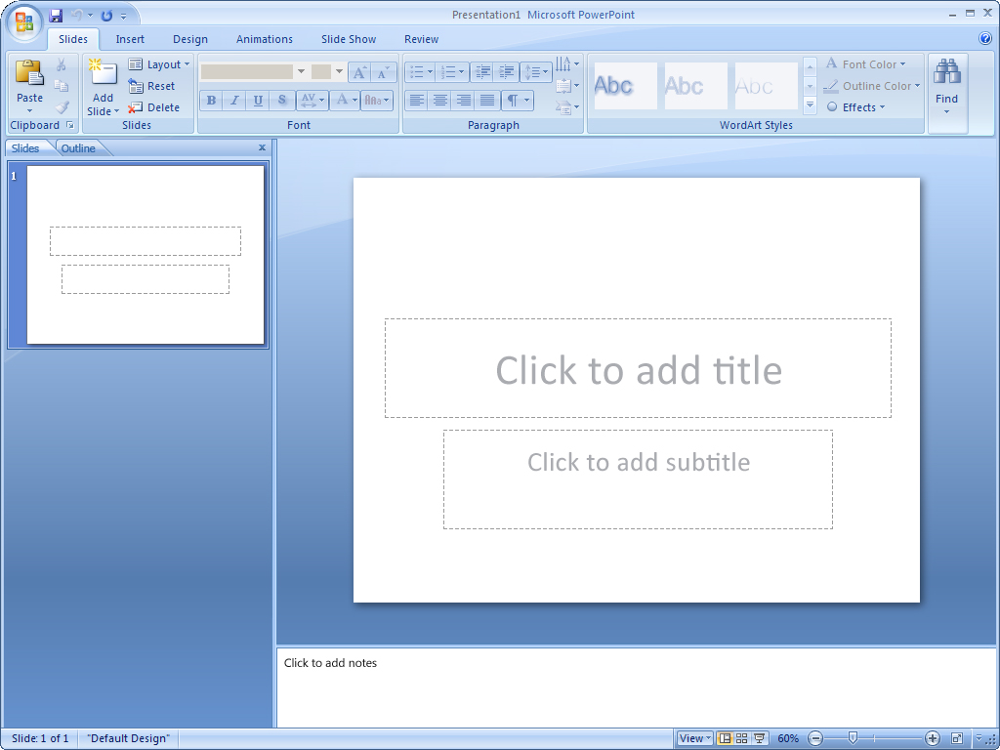 Presentation1 Microsoft PowerPoint
Slides Insert Design Animations Slide Show Review
Paste
Clipboard
Add
Slide
Layout
Reset
Delete
Slides
B I U S AV A Aa
Font
Paragraph
Abc Abc Abc
WordArt Styles
A Font Color
Outline Color
Effects
Find
Slides Outline x
1
Click to add title
Click to add subtitle
Click to add notes
Slide: 1 of 1 "Default Design" View 60%